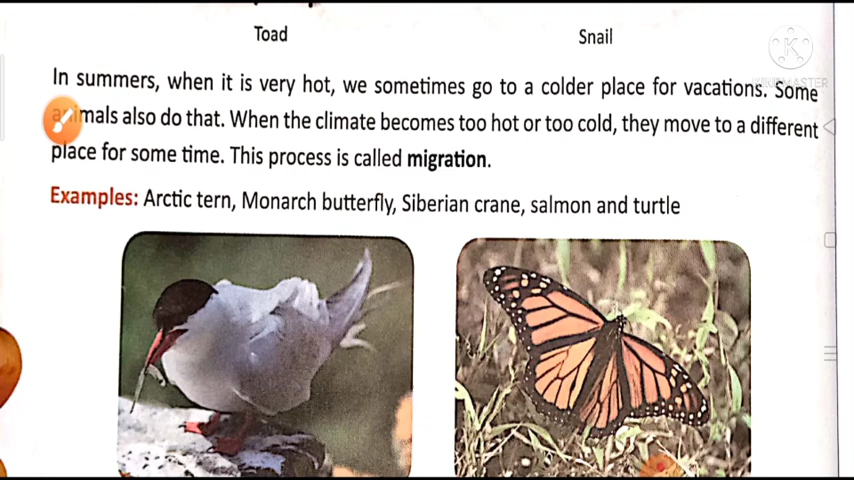 Toad Snail
In summers, when it is very hot, we sometimes go to a colder place for vacations. Some
animals also do that. When the climate becomes too hot or too cold, they move to a different
place for some time. This process is called migration.
Examples: Arctic tern, Monarch butterfly, Siberian crane, salmon and turtle
KINEMASTER